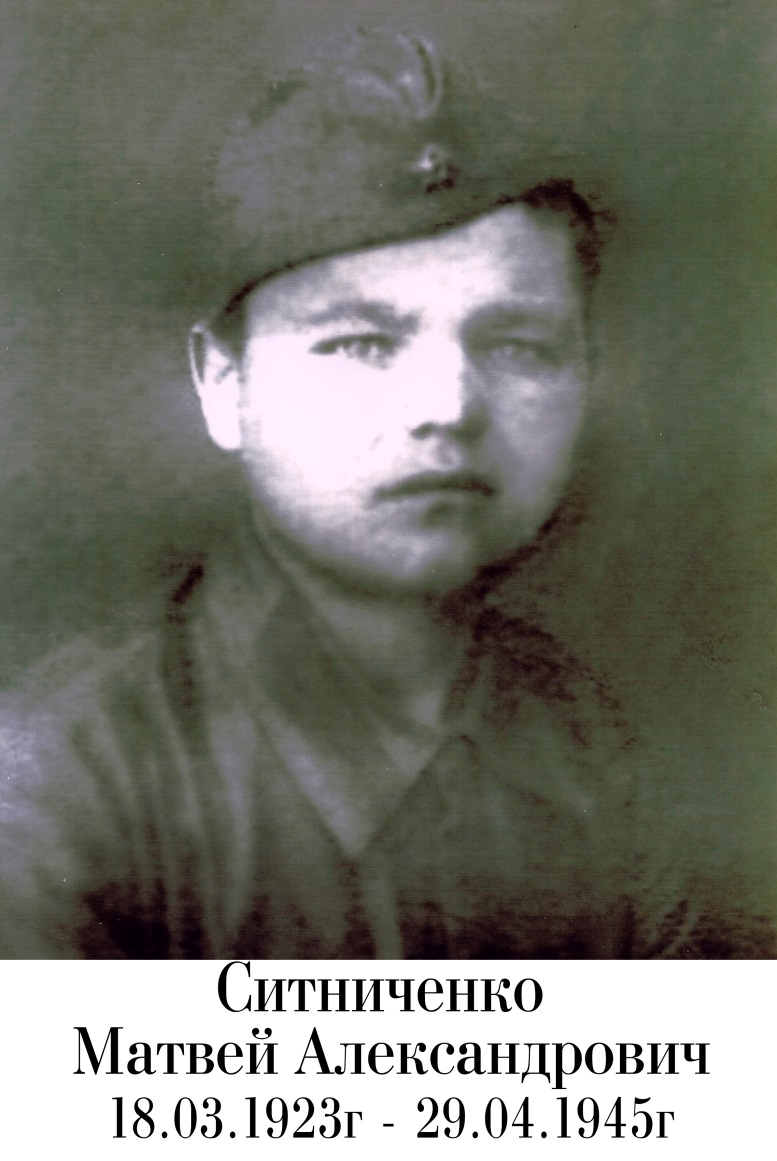 Ситниченко
Матвей Александрович
18.03.1923г - 29.04.1945г